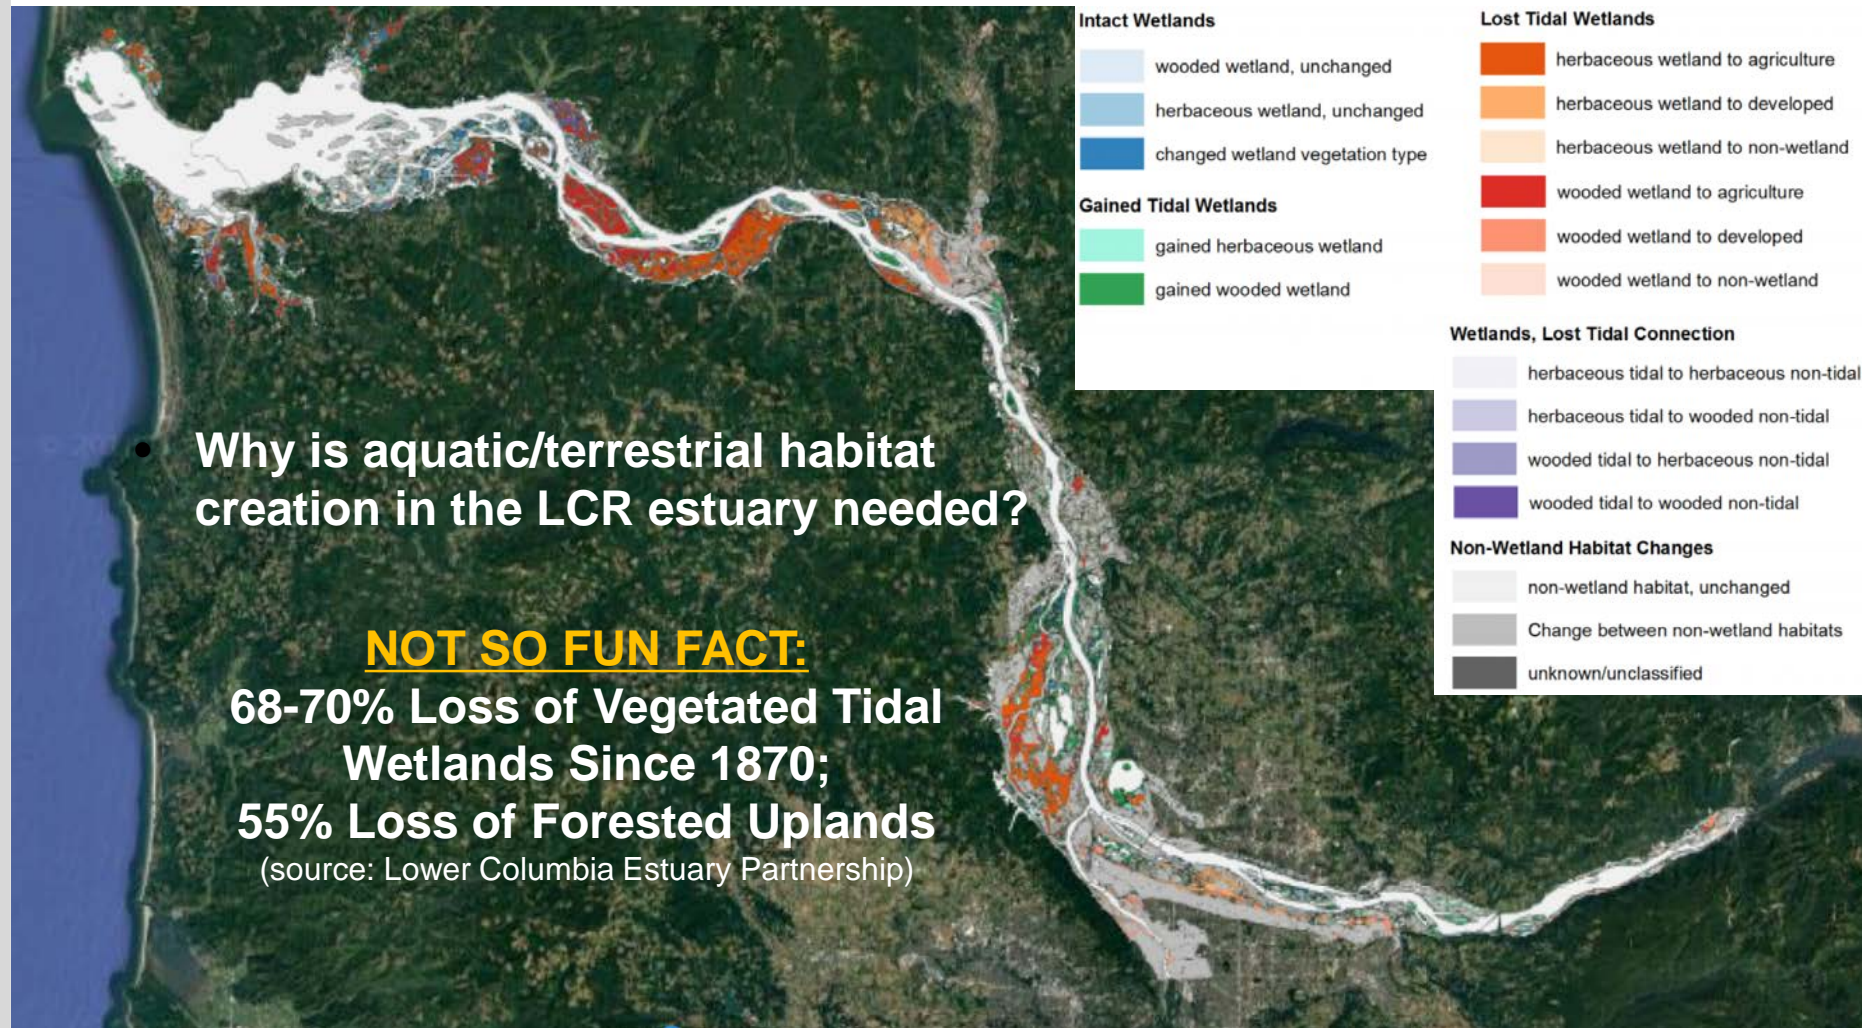 Intact Wetlands
wooded wetland, unchanged
herbaceous wetland, unchanged
changed wetland vegetation type
Gained Tidal Wetlands
gained herbaceous wetland
gained wooded wetland
Lost Tidal Wetlands
herbaceous wetland to agriculture
herbaceous wetland to developed
herbaceous wetland to non-wetland
wooded wetland to agriculture
wooded wetland to developed
wooded wetland to non-wetland
Wetlands, Lost Tidal Connection
herbaceous tidal to herbaceous non-tidal
herbaceous tidal to wooded non-tidal
wooded tidal to herbaceous non-tidal
wooded tidal to wooded non-tidal
Non-Wetland Habitat Changes
non-wetland habitat, unchanged
Change between non-wetland habitats
unknown/unclassified
• Why is aquatic/terrestrial habitat
creation in the LCR estuary needed?
NOT SO FUN FACT:
68-70% Loss of Vegetated Tidal
Wetlands Since 1870;
55% Loss of Forested Uplands
(source: Lower Columbia Estuary Partnership)